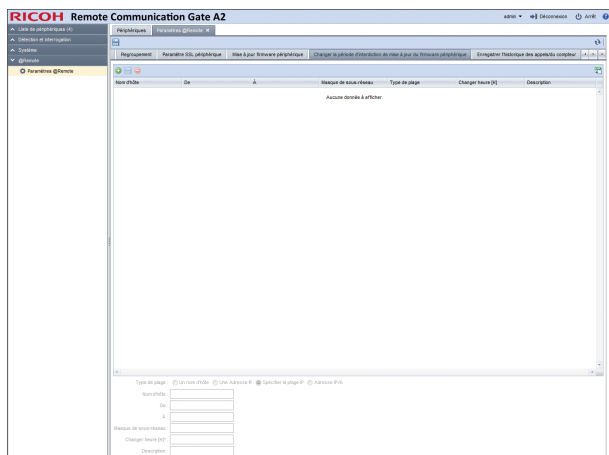 RICOH Remote Communication Gate A2
admin Déconnexion Arrêt
Liste de périphériques (4)
Détection et interrogation
Système
@Remote
Paramètres @Remote
Périphériques Paramètres @Remote
Regroupement Paramètre SSL périphérique Mise à jour firmware périphérique Changer la période d'interdiction de mise à jour du firmware périphérique Enregistrer l'historique des appels/du compteur
Nom d'hôte De À Masque de sous-réseau Type de plage Changer heure [H] Description
Aucune donnée à afficher.
Type de plage: Un nom d'hôte Une Adresse IP Spécifier la plage IP Adresse IPv6
Nom d'hôte:
De:
À:
Masque de sous-réseau:
Changer heure [H]*:
Description: